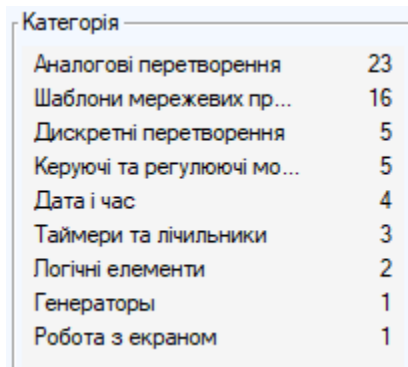 Категорія
Аналогові перетворення 23
Шаблони мережевих пр... 16
Дискретні перетворення 5
Керуючі та регулюючі мо... 5
Дата і час 4
Таймери та лічильники 3
Логічні елементи 2
Генераторы 1
Робота з екраном 1